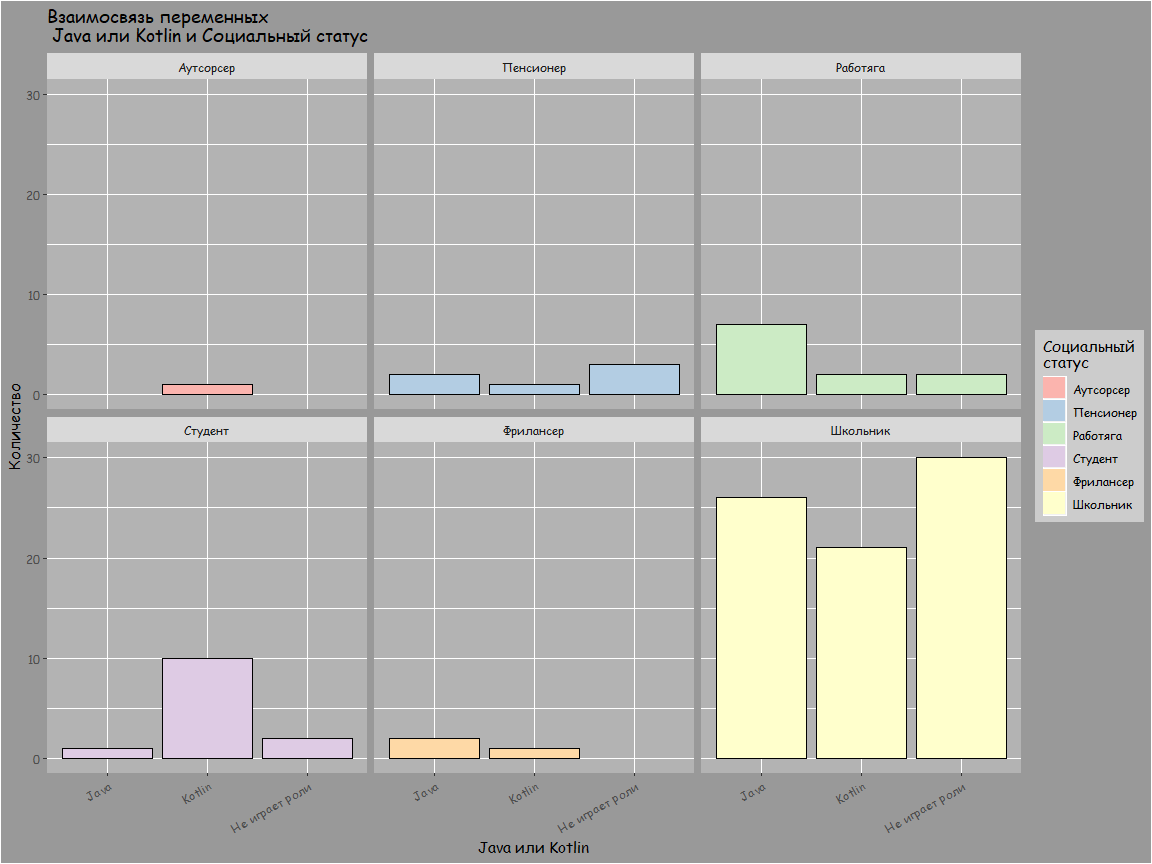 Взаимосвязь переменных
Java или Kotlin и Социальный статус
Аутсорсер
Пенсионер
Работяга
30
20
10
0
Количество
Студент
Фрилансер
Школьник
30
20
10
0
Java
Kotlin
Не играет роли
Java
Kotlin
Не играет роли
Java
Kotlin
Не играет роли
Java или Kotlin
Социальный
статус
Аутсорсер
Пенсионер
Работяга
Студент
Фрилансер
Школьник